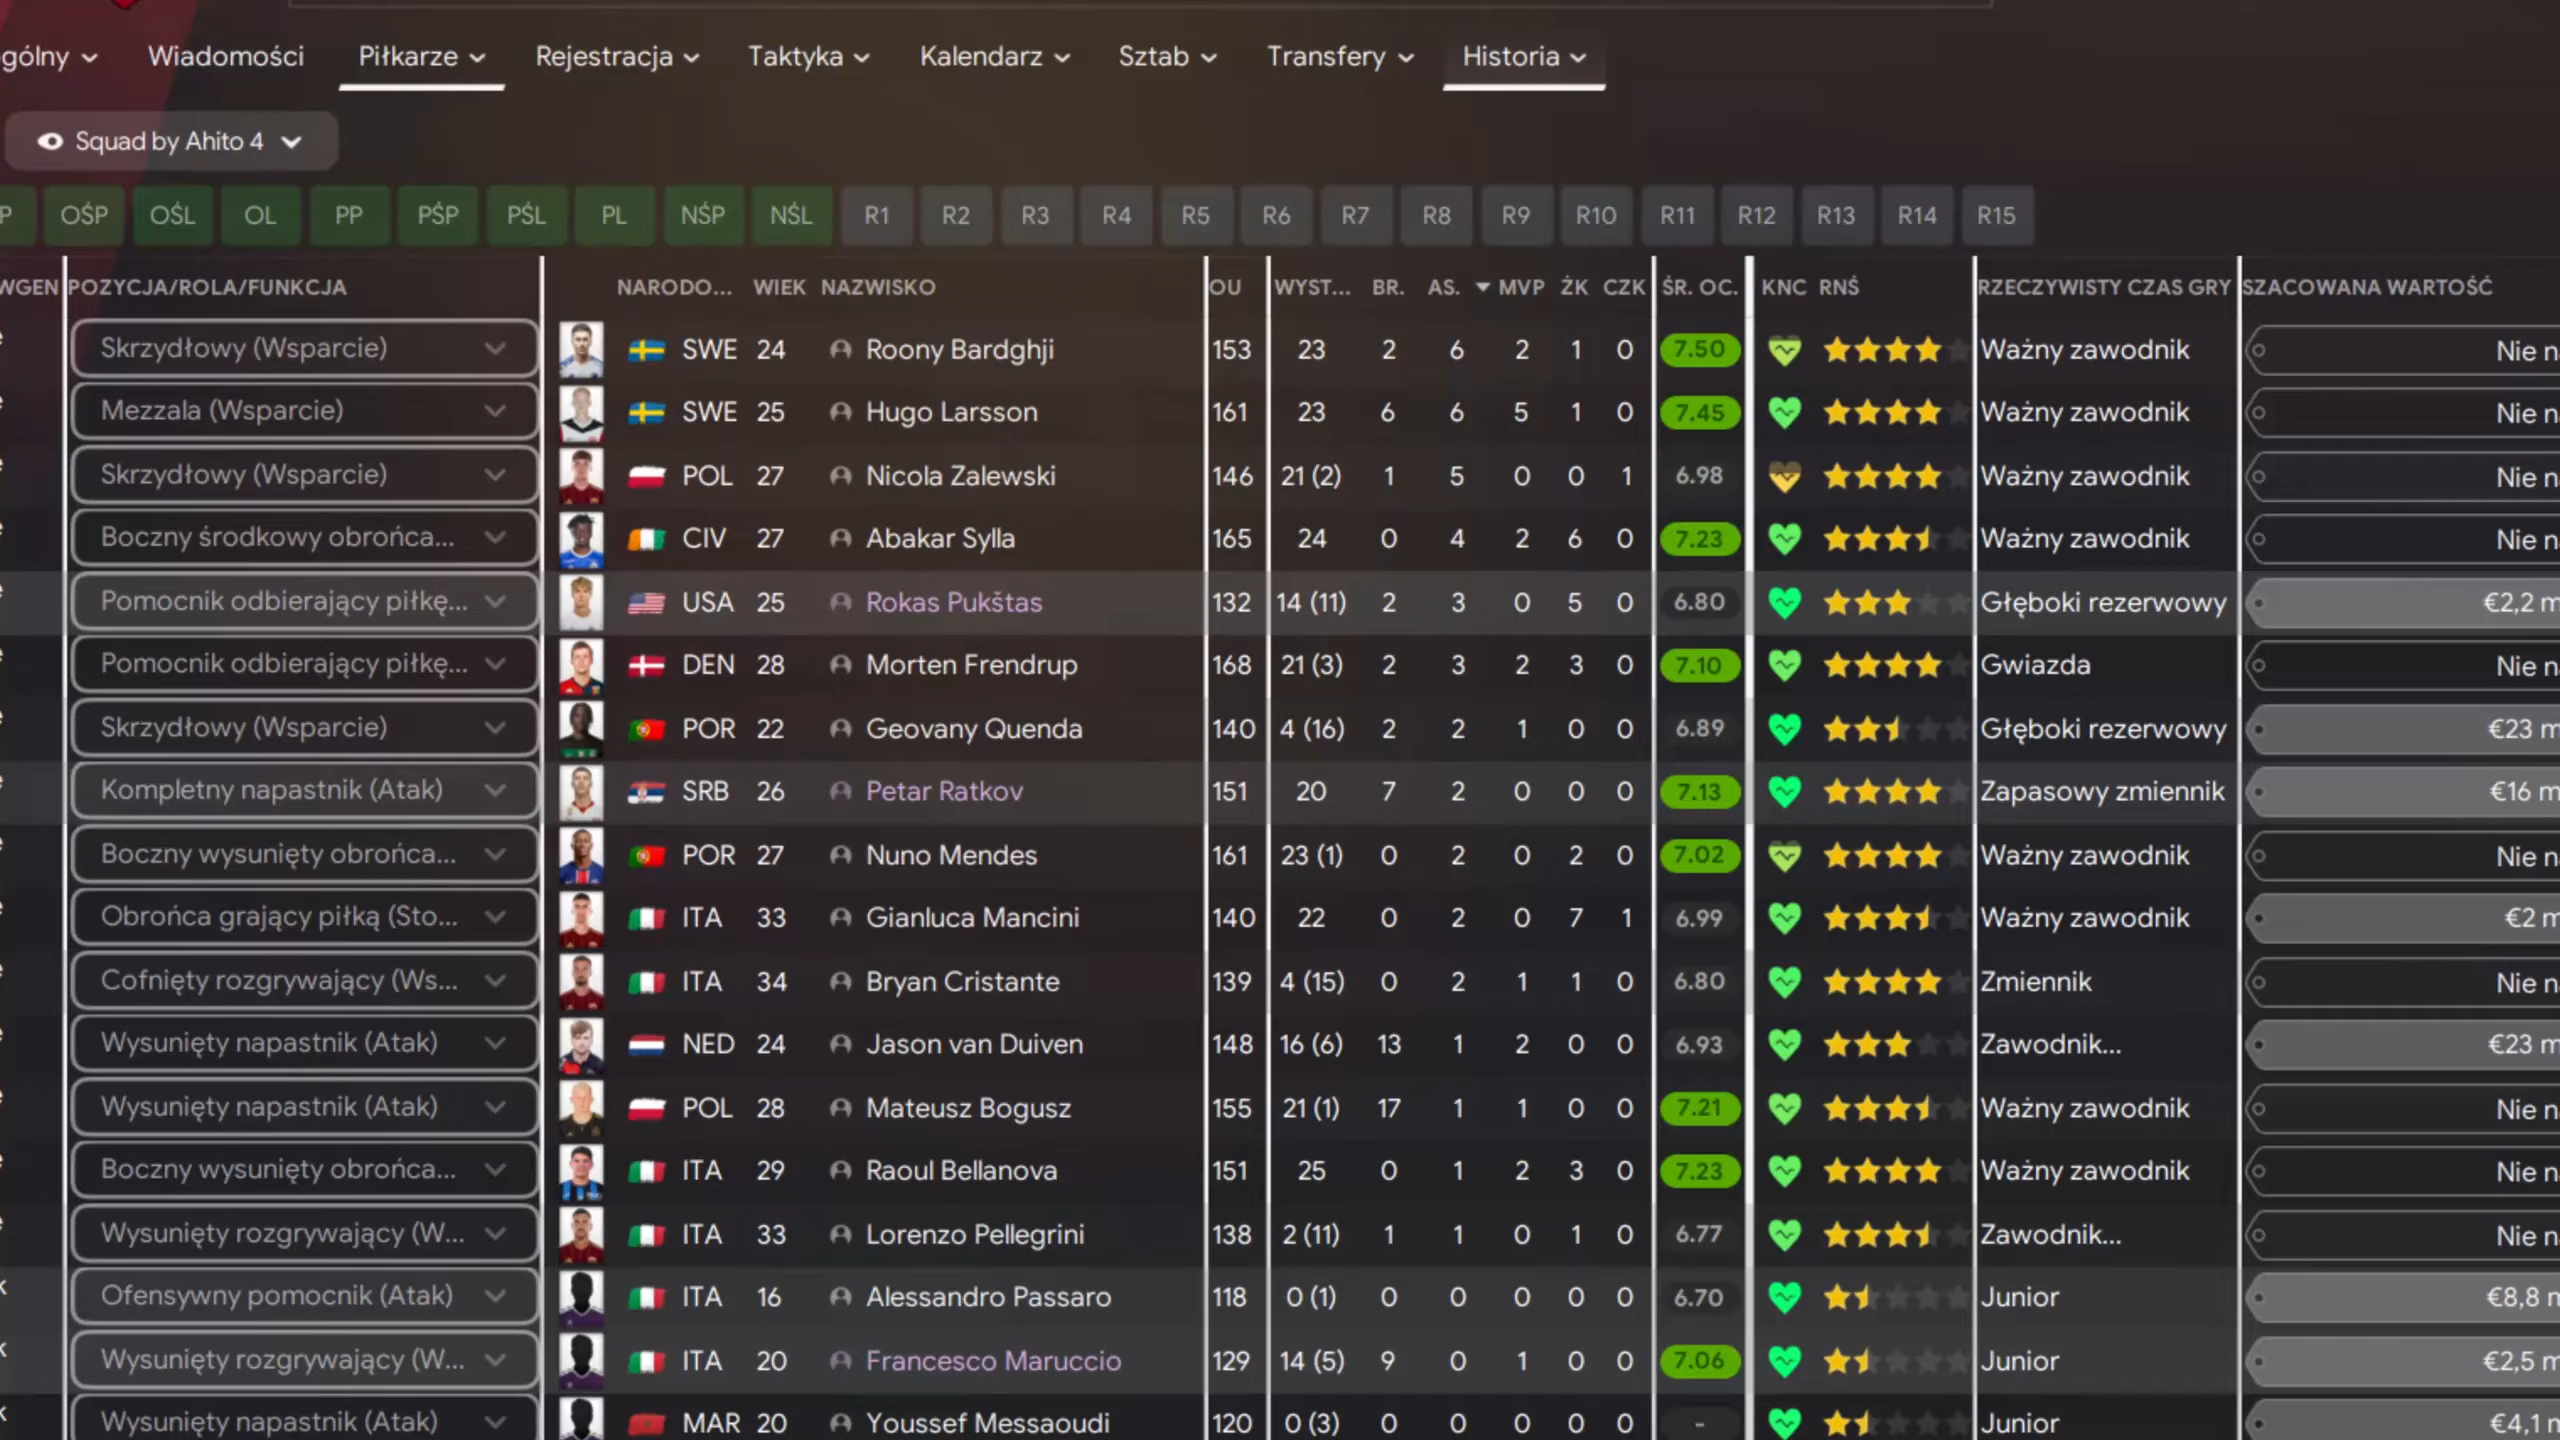 gólny Wiadomości Piłkarze Rejestracja Taktyka Kalendarz Sztab Transfery Historia
Squad by Ahito 4
P OŚP OŚL OL PP PŚP PŚL PL NŚP NŚL R1 R2 R3 R4 R5 R6 R7 R8 R9 R10 R11 R12 R13 R14 R15
WGEN POZYCJA/ROLA/FUNKCJA NARODO... WIEK NAZWISKO OU WYST... BR. AS. MVP ŻK CZK ŚR. OC. KNC RNŚ RZECZYWISTY CZAS GRY SZACOWANA WARTOŚĆ
Skrzydłowy (Wsparcie) SWE 24 Roony Bardghji 153 23 2 6 2 1 0 7.50 Ważny zawodnik Nie n
Mezzala (Wsparcie) SWE 25 Hugo Larsson 161 23 6 6 5 1 0 7.45 Ważny zawodnik Nie n
Skrzydłowy (Wsparcie) POL 27 Nicola Zalewski 146 21 (2) 1 5 0 0 1 6.98 Ważny zawodnik Nie n
Boczny środkowy obrońca... CIV 27 Abakar Sylla 165 24 0 4 2 6 0 7.23 Ważny zawodnik Nie n
Pomocnik odbierający piłkę... USA 25 Rokas Pukštas 132 14 (11) 2 3 0 5 0 6.80 Głęboki rezerwowy €2,2 m
Pomocnik odbierający piłkę... DEN 28 Morten Frendrup 168 21 (3) 2 3 2 3 0 7.10 Gwiazda Nie n
Skrzydłowy (Wsparcie) POR 22 Geovany Quenda 140 4 (16) 2 2 1 0 0 6.89 Głęboki rezerwowy €23 m
Kompletny napastnik (Atak) SRB 26 Petar Ratkov 151 20 7 2 0 0 0 7.13 Zapasowy zmiennik €16 m
Boczny wysunięty obrońca... POR 27 Nuno Mendes 161 23 (1) 0 2 0 2 0 7.02 Ważny zawodnik Nie n
Obrońca grający piłką (Sto... ITA 33 Gianluca Mancini 140 22 0 2 0 7 1 6.99 Ważny zawodnik €2 m
Cofnięty rozgrywający (Ws... ITA 34 Bryan Cristante 139 4 (15) 0 2 1 1 0 6.80 Zmiennik Nie n
Wysunięty napastnik (Atak) NED 24 Jason van Duiven 148 16 (6) 13 1 2 0 0 6.93 Zawodnik... €23 m
Wysunięty napastnik (Atak) POL 28 Mateusz Bogusz 155 21 (1) 17 1 1 0 0 7.21 Ważny zawodnik Nie n
Boczny wysunięty obrońca... ITA 29 Raoul Bellanova 151 25 0 1 2 3 0 7.23 Ważny zawodnik Nie n
Wysunięty rozgrywający (W... ITA 33 Lorenzo Pellegrini 138 2 (11) 1 1 0 1 0 6.77 Zawodnik... Nie n
k Ofensywny pomocnik (Atak) ITA 16 Alessandro Passaro 118 0 (1) 0 0 0 0 0 6.70 Junior €8,8 m
k Wysunięty rozgrywający (W... ITA 20 Francesco Maruccio 129 14 (5) 9 0 1 0 0 7.06 Junior €2,5 m
k Wysunięty napastnik (Atak) MAR 20 Youssef Messaoudi 120 0 (3) 0 0 0 0 0 - Junior €4,1 m